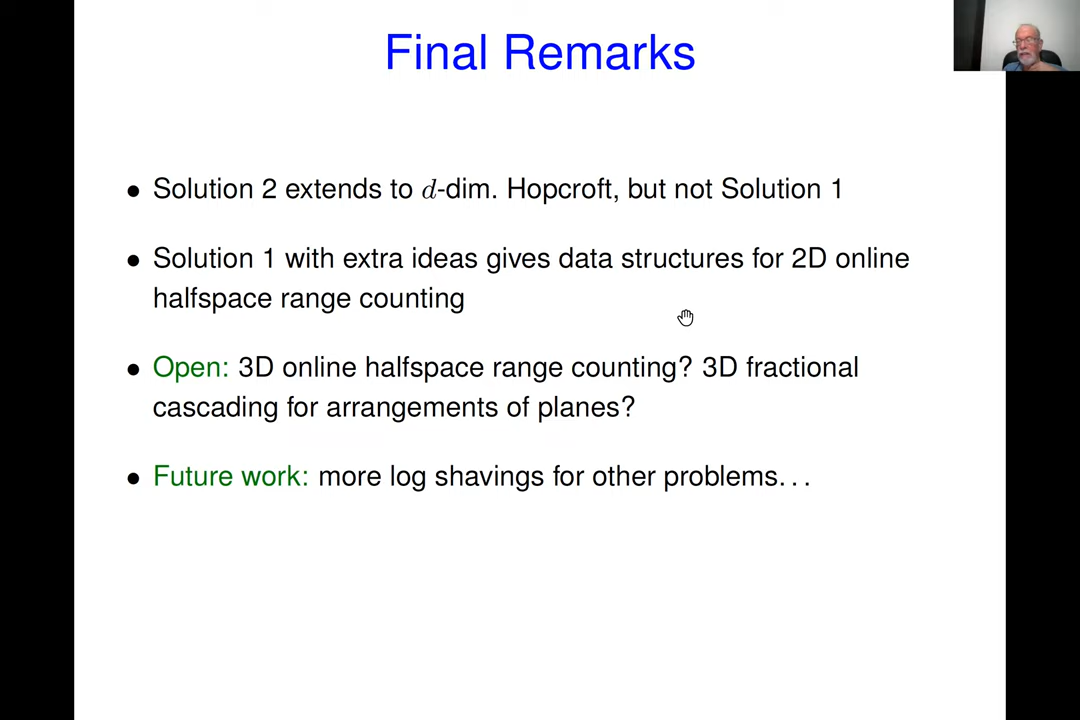 Final Remarks
• Solution 2 extends to d-dim. Hopcroft, but not Solution 1
• Solution 1 with extra ideas gives data structures for 2D online
halfspace range counting
• Open: 3D online halfspace range counting? 3D fractional
cascading for arrangements of planes?
• Future work: more log shavings for other problems...